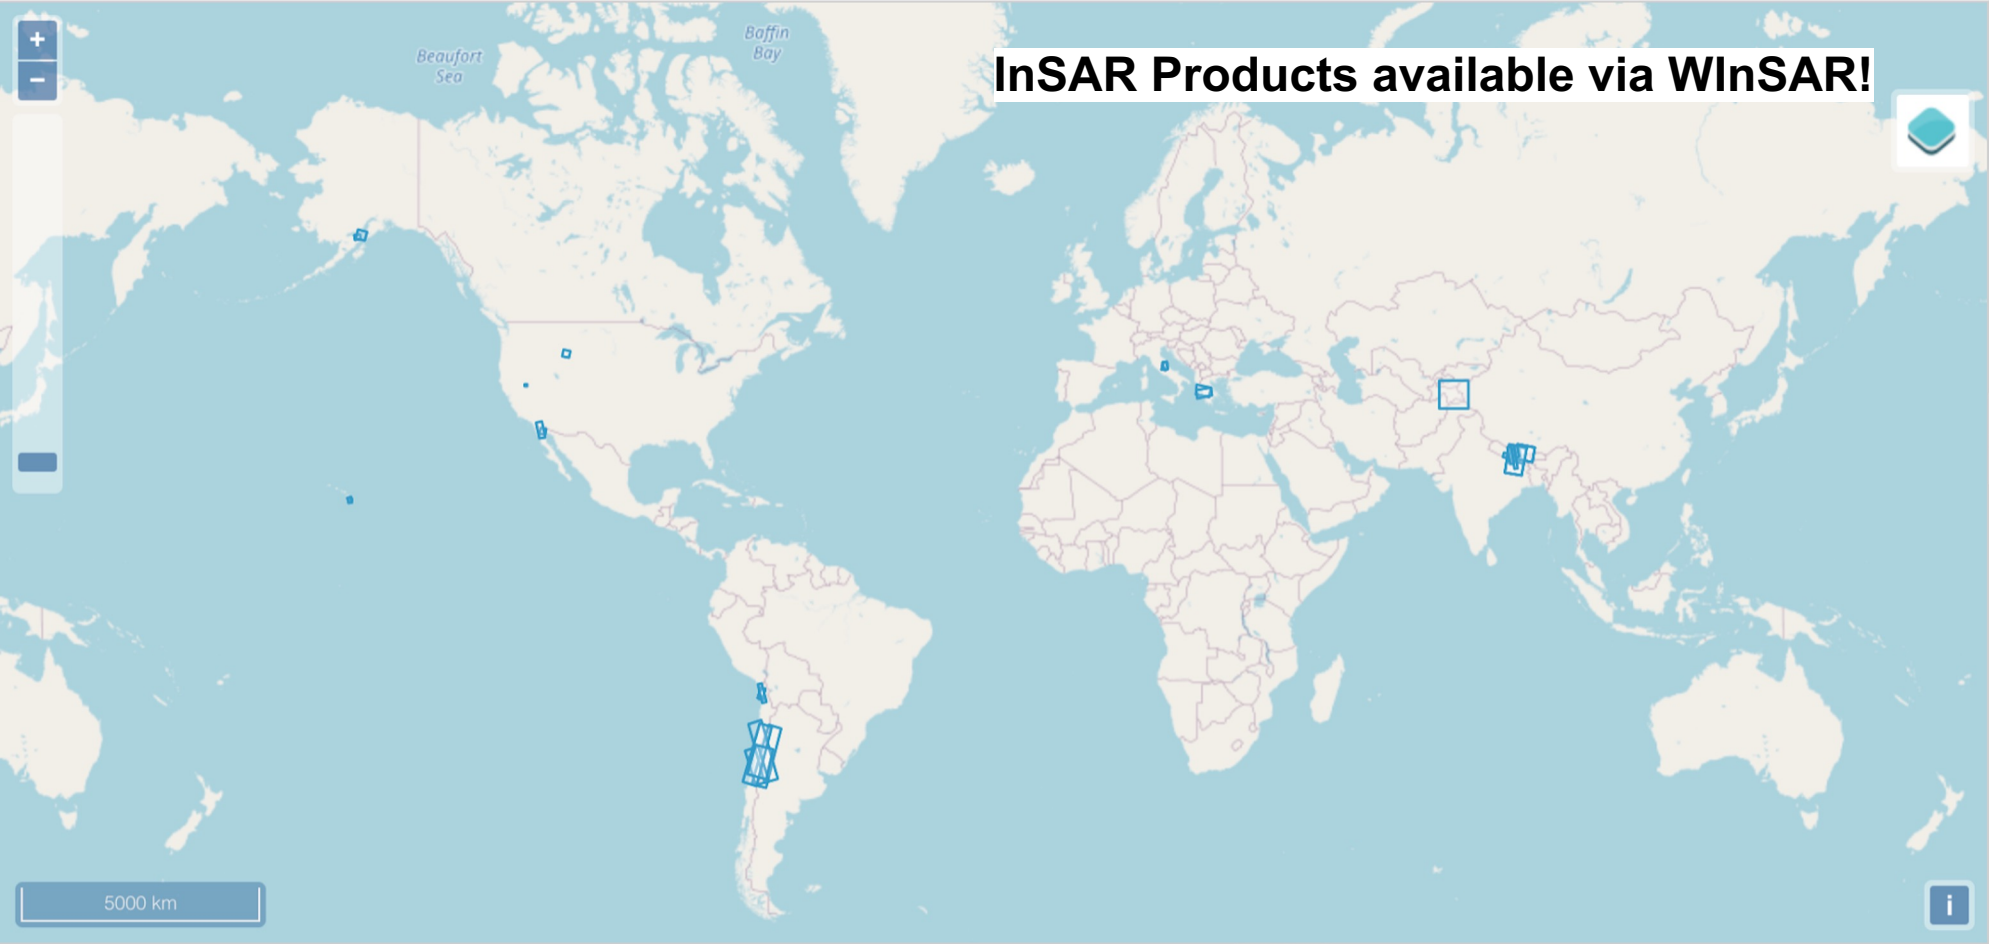 +
Baffin
Bay
Beaufort
Sea
InSAR Products available via WInSAR!
−
5000 km
i